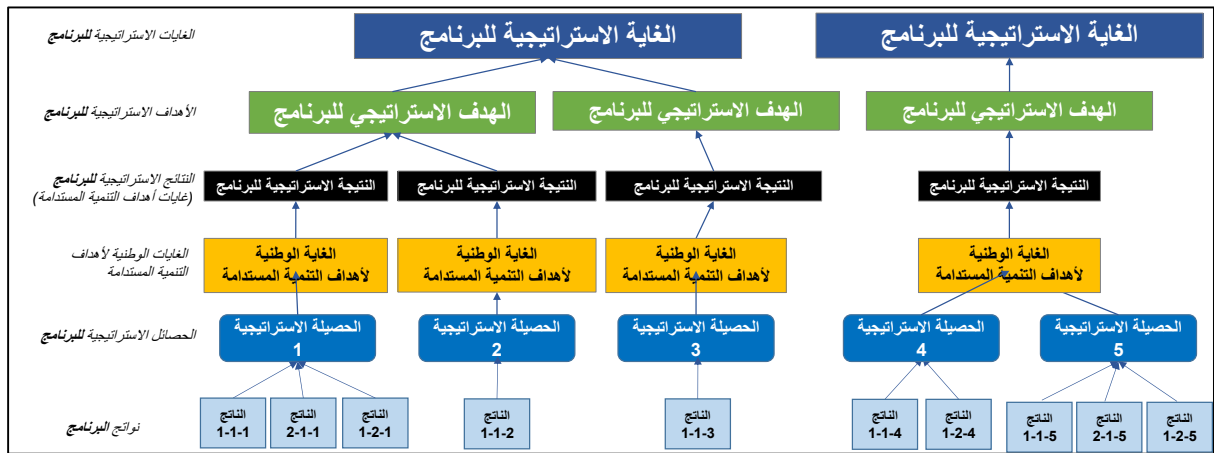 الغاية الاستراتيجية للبرنامج
الغاية الاستراتيجية للبرنامج
الغايات الاستراتيجية للبرنامج
الهدف الاستراتيجي للبرنامج
الهدف الاستراتيجي للبرنامج
الهدف الاستراتيجي للبرنامج
الأهداف الاستراتيجية للبرنامج
النتيجة الاستراتيجية للبرنامج
النتيجة الاستراتيجية للبرنامج
النتيجة الاستراتيجية للبرنامج
النتيجة الاستراتيجية للبرنامج
النتائج الاستراتيجية للبرنامج
(غايات أهداف التنمية المستدامة)
الغاية الوطنية
لأهداف التنمية المستدامة
الغاية الوطنية
لأهداف التنمية المستدامة
الغاية الوطنية
لأهداف التنمية المستدامة
الغاية الوطنية
لأهداف التنمية المستدامة
الغايات الوطنية لأهداف
التنمية المستدامة
الحصيلة الاستراتيجية
5
الحصيلة الاستراتيجية
4
الحصيلة الاستراتيجية
3
الحصيلة الاستراتيجية
2
الحصيلة الاستراتيجية
1
الحصائل الاستراتيجية للبرنامج
الناتج
1-2-5
الناتج
2-1-5
الناتج
1-1-5
الناتج
1-2-4
الناتج
1-1-4
الناتج
1-1-3
الناتج
1-1-2
الناتج
1-2-1
الناتج
2-1-1
الناتج
1-1-1
نواتج البرنامج